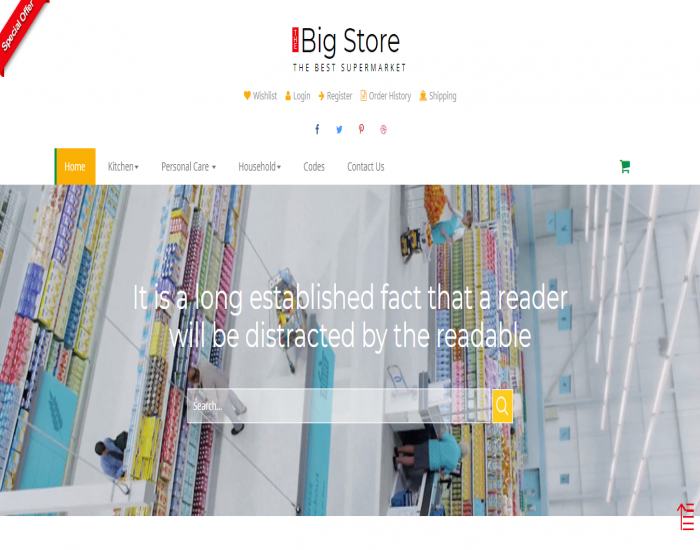 Special Offer
THE Big Store
THE BEST SUPERMARKET
Wishlist Login Register Order History Shipping
Home Kitchen Personal Care Household Codes Contact Us
It is a long established fact that a reader
will be distracted by the readable
Search...